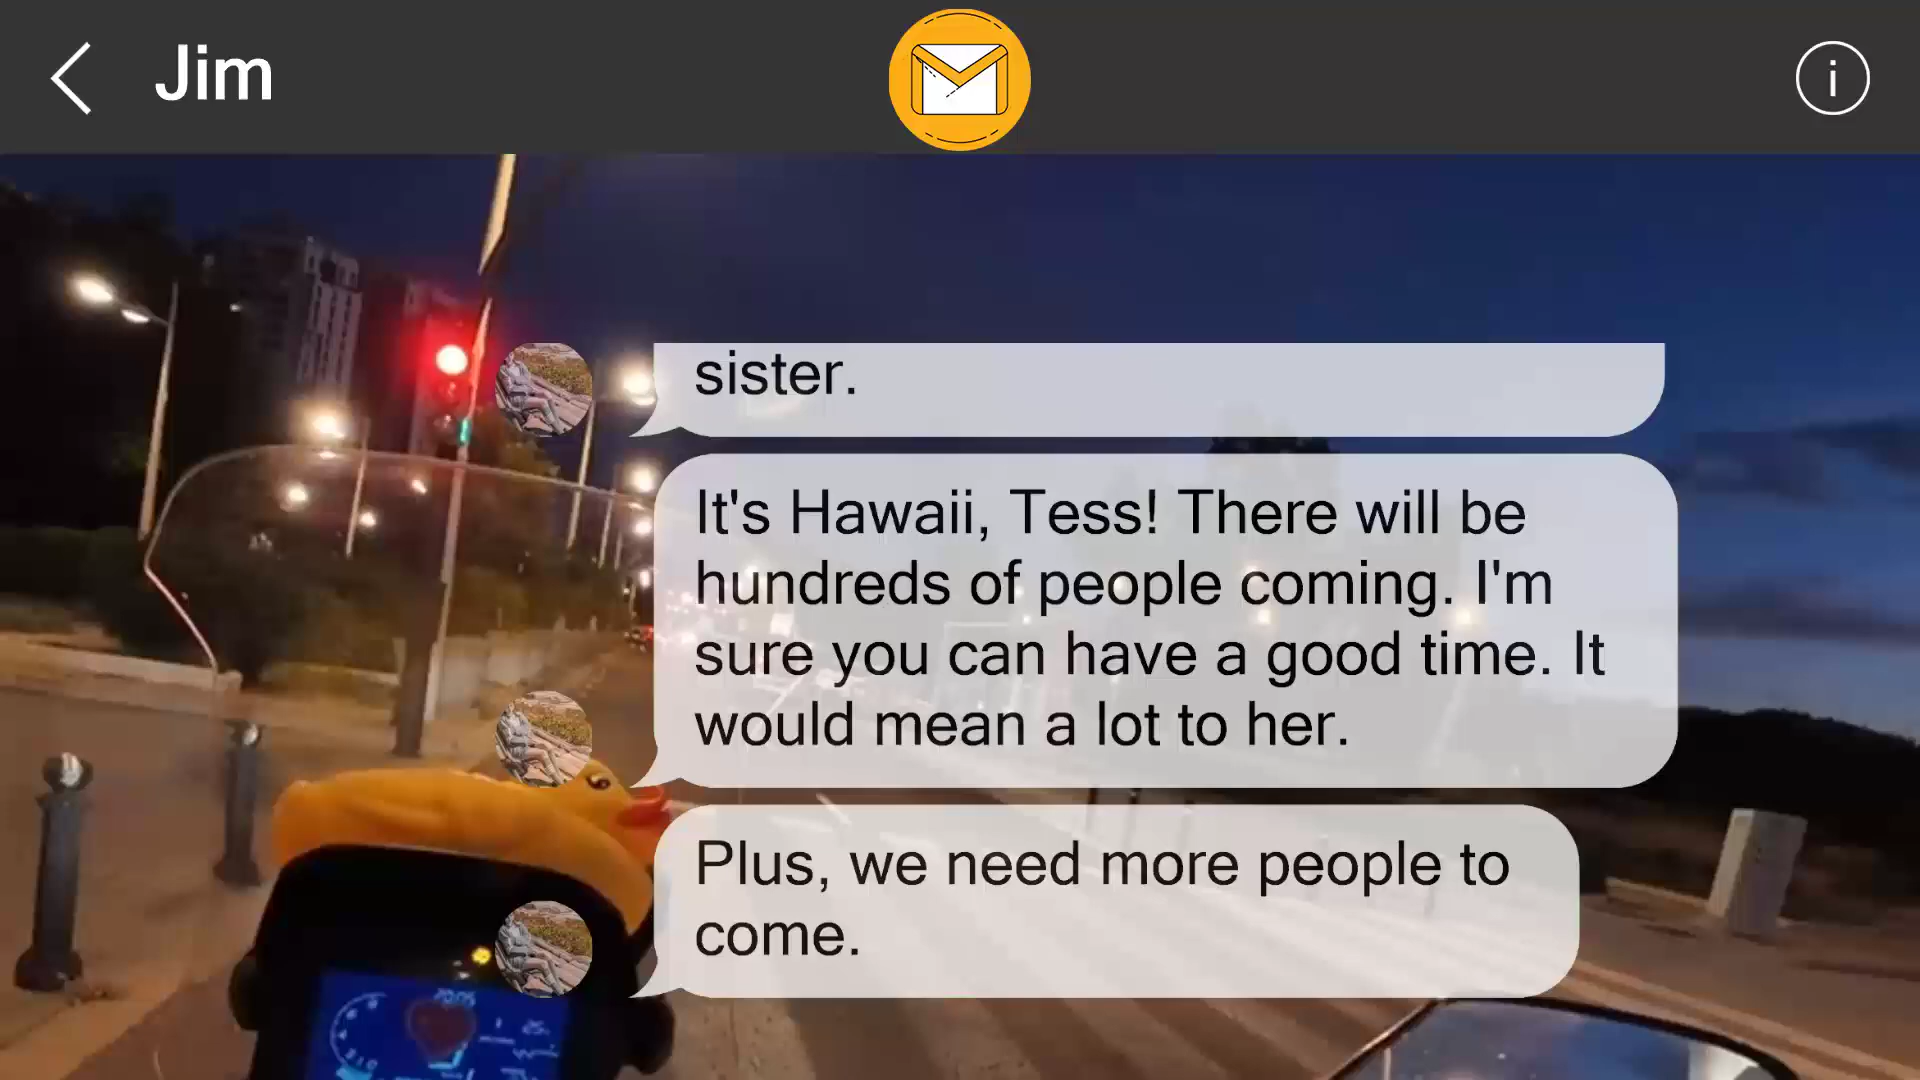 Jim
i
sister.
It's Hawaii, Tess! There will be
hundreds of people coming. I'm
sure you can have a good time. It
would mean a lot to her.
Plus, we need more people to
come.